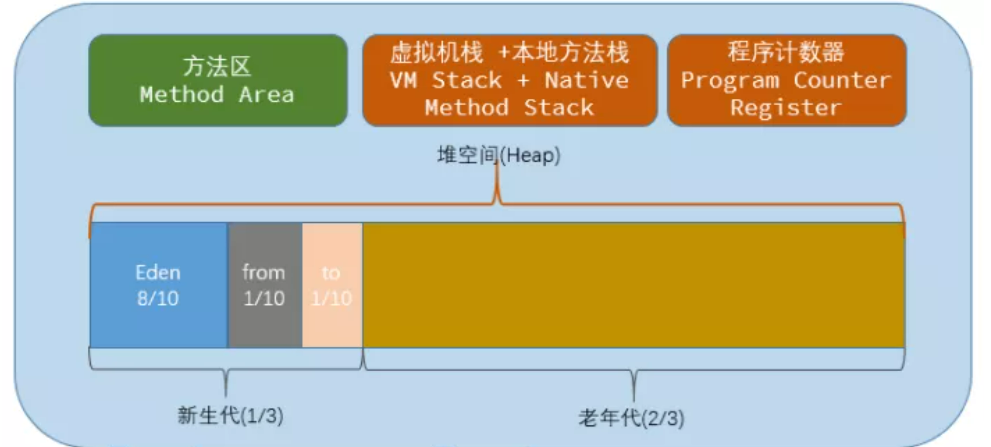 方法区
Method Area
虚拟机栈 +本地方法栈
VM Stack + Native
Method Stack
程序计数器
Program Counter
Register
堆空间(Heap)
Eden
8/10
from
1/10
to
1/10
新生代(1/3)
老年代(2/3)